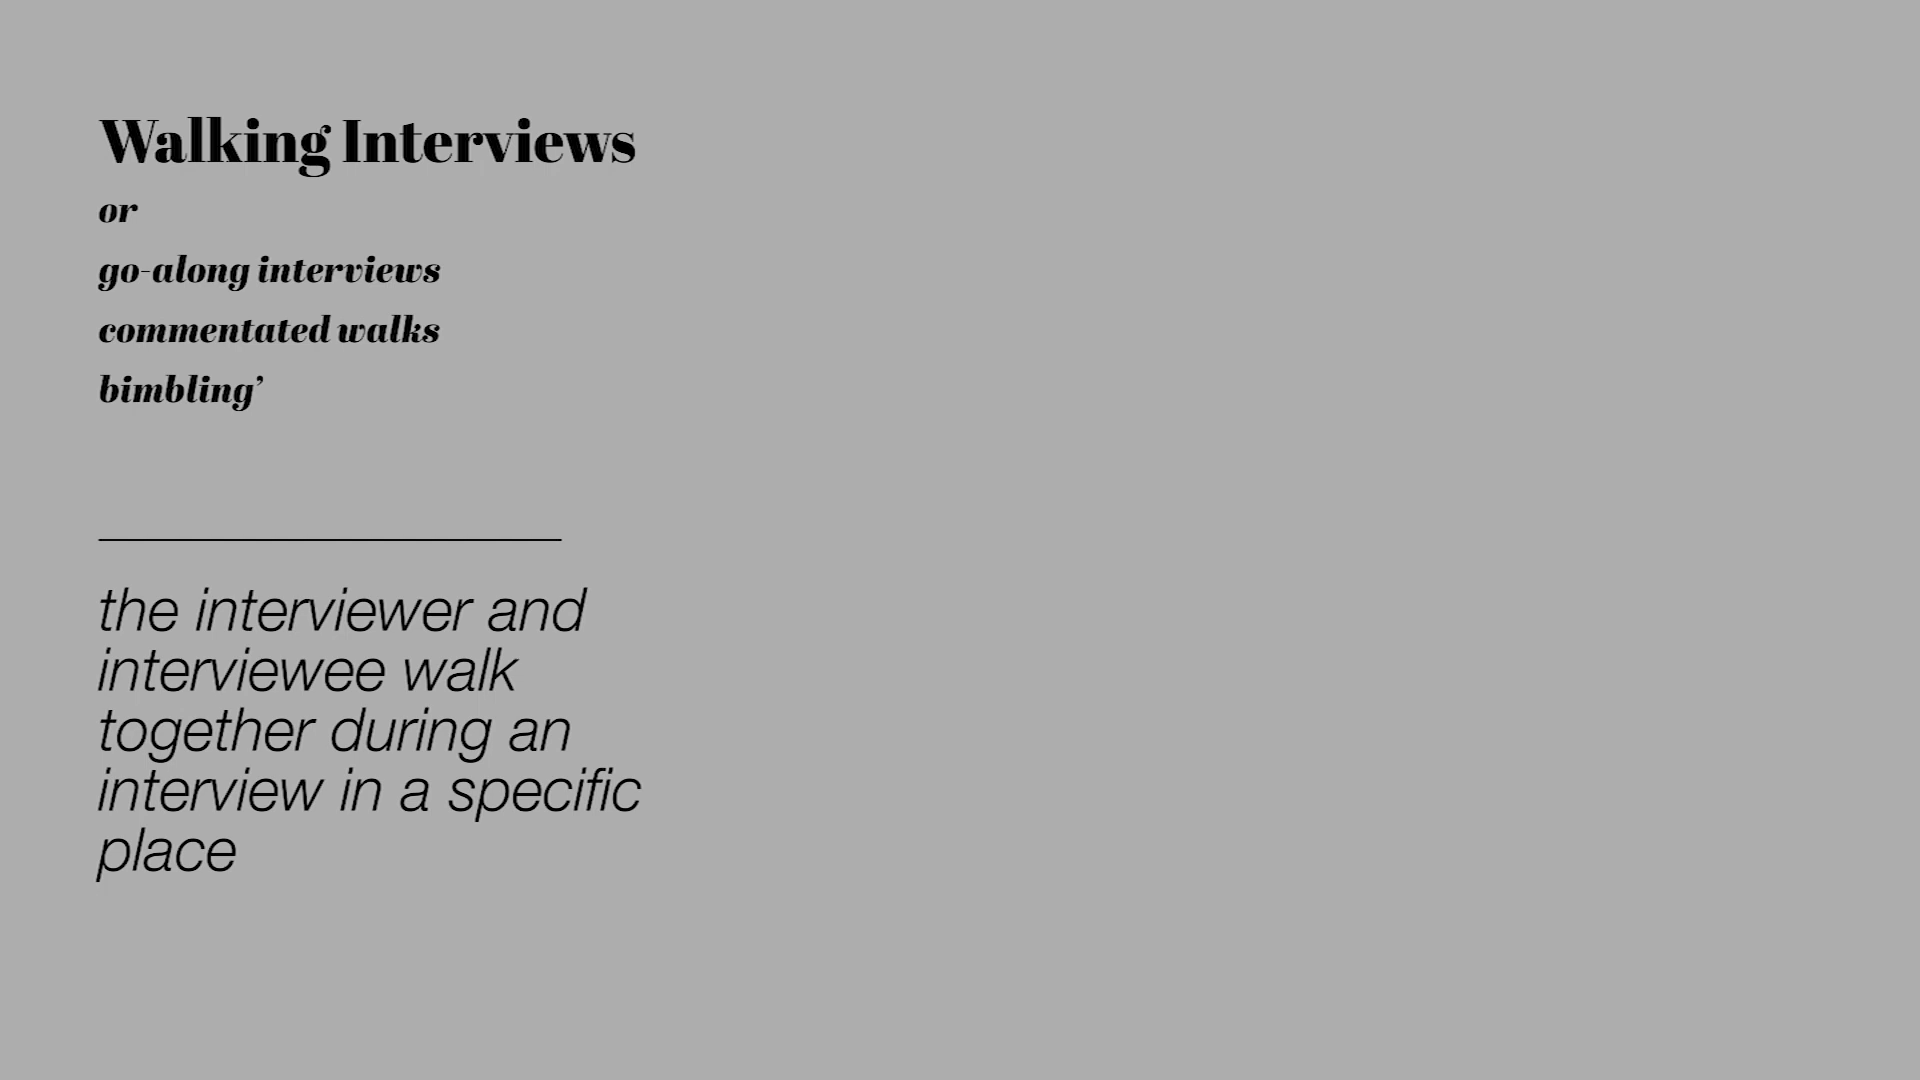 Walking Interviews
or
go-along interviews
commentated walks
bimbling’
the interviewer and
interviewee walk
together during an
interview in a specific
place